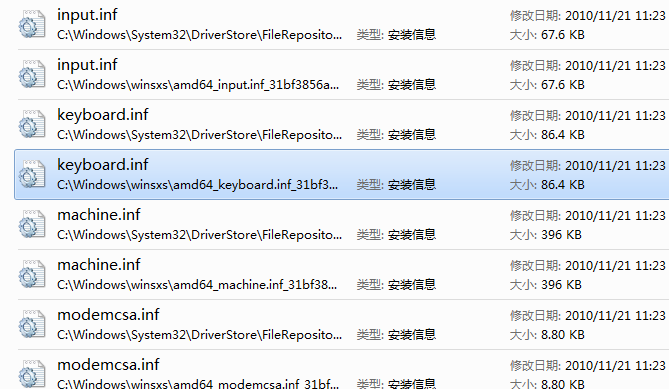 input.inf 修改日期: 2010/11/21 11:23
C:\Windows\System32\DriverStore\FileReposito... 类型: 安装信息 大小: 67.6 KB
input.inf 修改日期: 2010/11/21 11:23
C:\Windows\winsxs\amd64_input.inf_31bf3856a... 类型: 安装信息 大小: 67.6 KB
keyboard.inf 修改日期: 2010/11/21 11:23
C:\Windows\System32\DriverStore\FileReposito... 类型: 安装信息 大小: 86.4 KB
keyboard.inf 修改日期: 2010/11/21 11:23
C:\Windows\winsxs\amd64_keyboard.inf_31bf3... 类型: 安装信息 大小: 86.4 KB
machine.inf 修改日期: 2010/11/21 11:23
C:\Windows\System32\DriverStore\FileReposito... 类型: 安装信息 大小: 396 KB
machine.inf 修改日期: 2010/11/21 11:23
C:\Windows\winsxs\amd64_machine.inf_31bf38... 类型: 安装信息 大小: 396 KB
modemcsa.inf 修改日期: 2010/11/21 11:23
C:\Windows\System32\DriverStore\FileReposito... 类型: 安装信息 大小: 8.80 KB
modemcsa.inf 修改日期: 2010/11/21 11:23
C:\Windows\winsxs\amd64_modemcsa.inf_31bf... 类型: 安装信息 大小: 8.80 KB